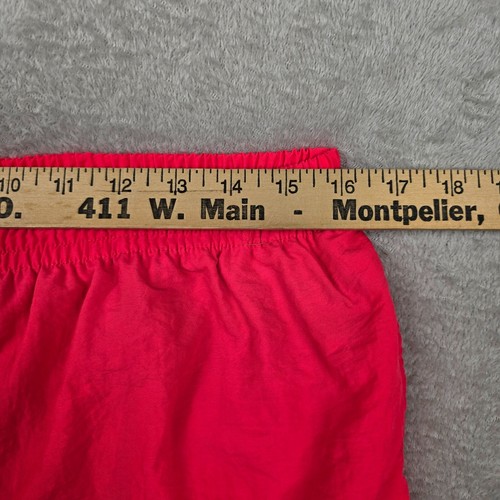 10 11 12 13 14 15 16 17 18
O. 411 W. Main - Montpelier,